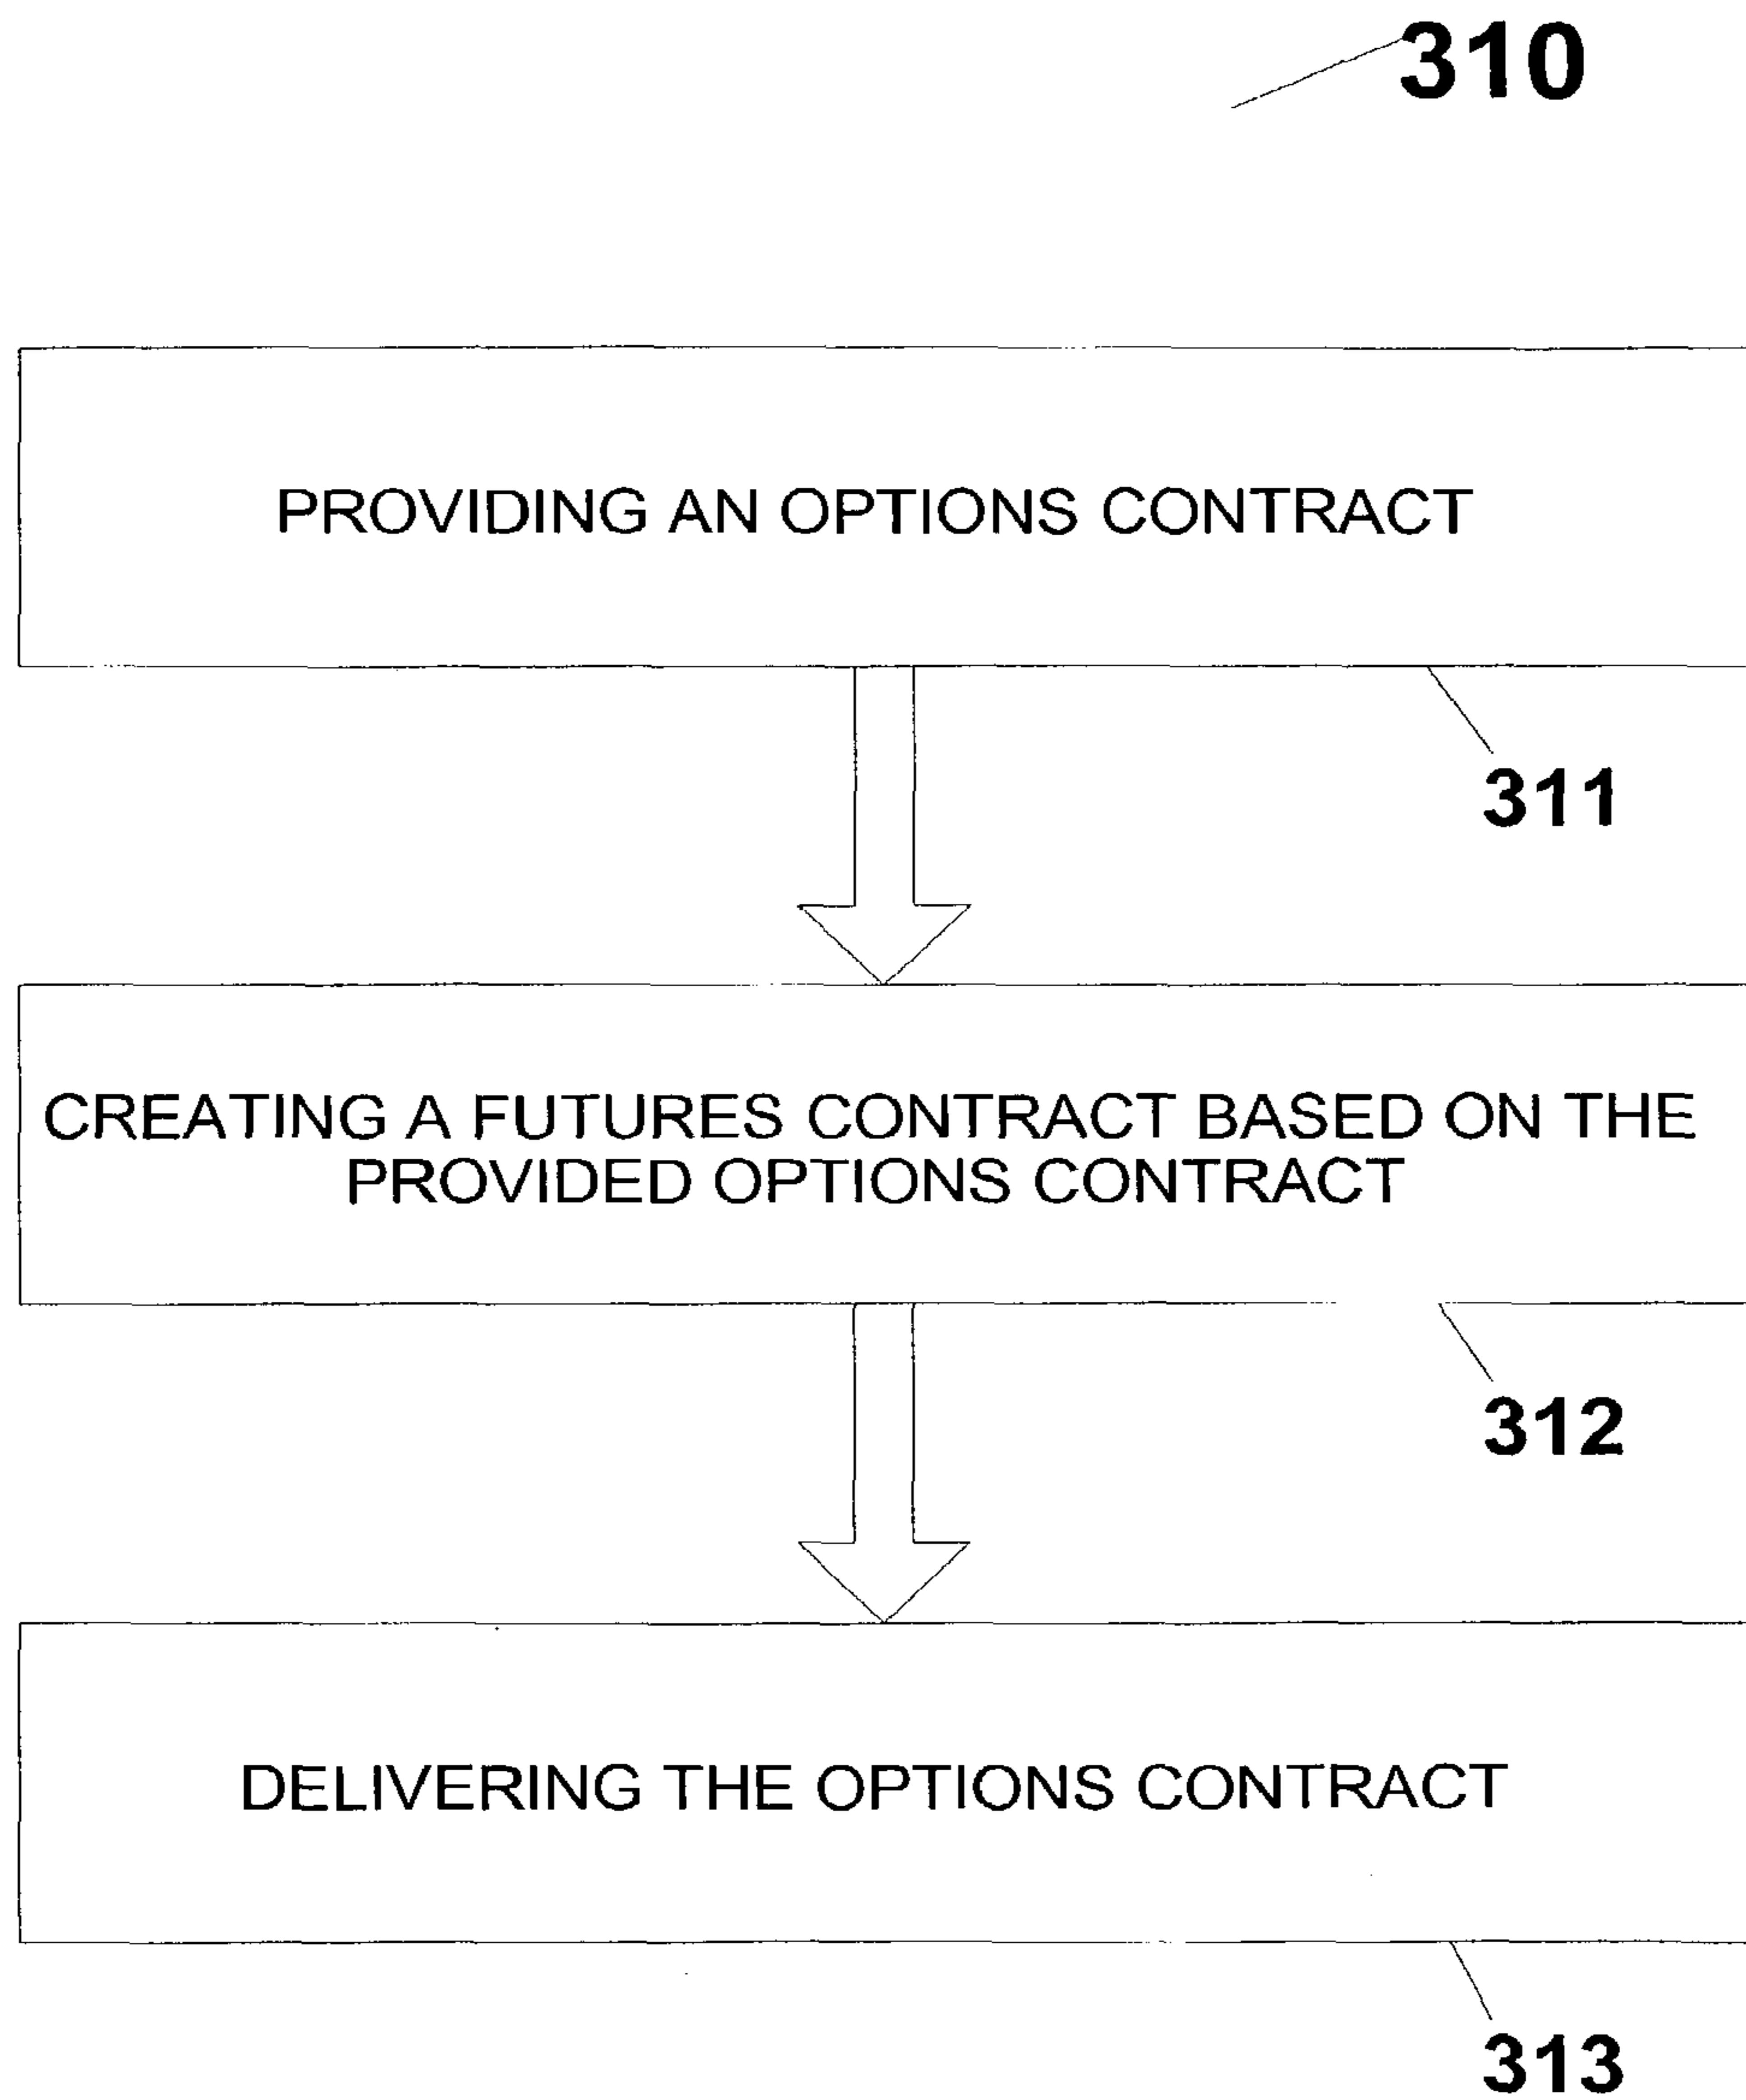 310
PROVIDING AN OPTIONS CONTRACT
311
CREATING A FUTURES CONTRACT BASED ON THE
PROVIDED OPTIONS CONTRACT
312
DELIVERING THE OPTIONS CONTRACT
313